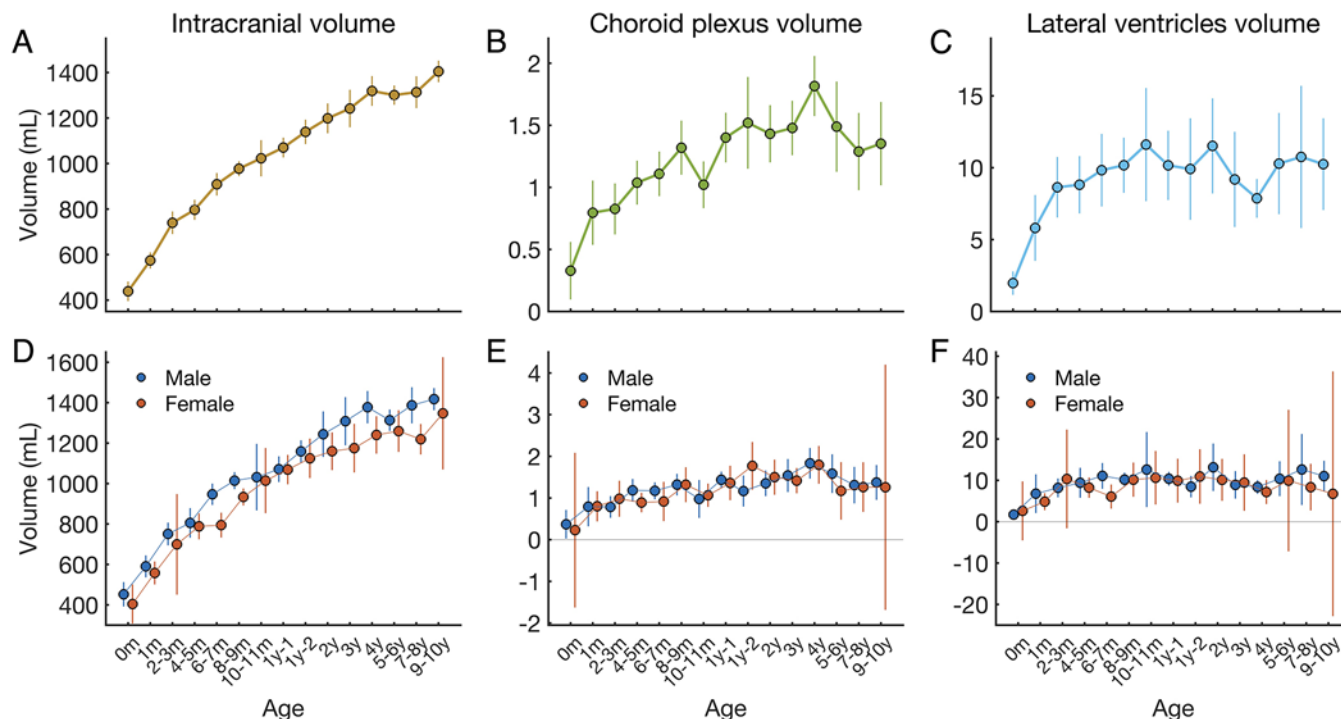 A
Intracranial volume
Volume (mL)
1400
1200
1000
800
600
400
B
Choroid plexus volume
2
1.5
1
0.5
0
C
Lateral ventricles volume
15
10
5
0
D
Male
Female
Volume (mL)
1600
1400
1200
1000
800
600
400
0m
1m
2-3m
4-5m
6-7m
8-9m
10-11m
1y-1
1y-2
2y
3y
4y
5-6y
7-8y
9-10y
Age
E
Male
Female
4
3
2
1
0
-1
-2
0m
1m
2-3m
4-5m
6-7m
8-9m
10-11m
1y-1
1y-2
2y
3y
4y
5-6y
7-8y
9-10y
Age
F
Male
Female
40
30
20
10
0
-10
-20
0m
1m
2-3m
4-5m
6-7m
8-9m
10-11m
1y-1
1y-2
2y
3y
4y
5-6y
7-8y
9-10y
Age